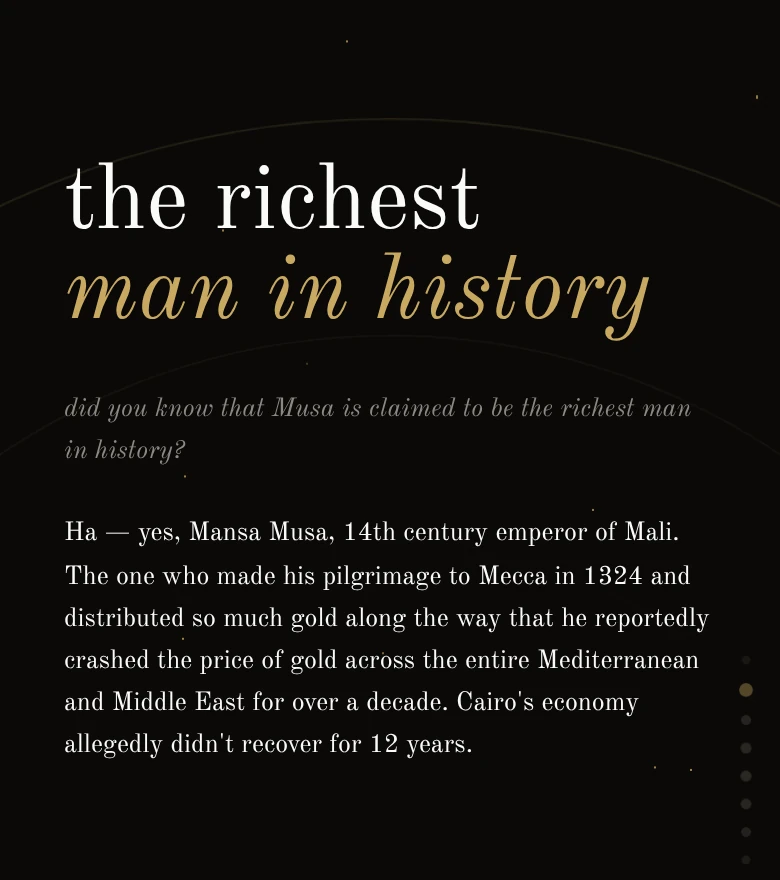 the richest
man in history
did you know that Musa is claimed to be the richest man
in history?
Ha — yes, Mansa Musa, 14th century emperor of Mali.
The one who made his pilgrimage to Mecca in 1324 and
distributed so much gold along the way that he reportedly
crashed the price of gold across the entire Mediterranean
and Middle East for over a decade. Cairo's economy
allegedly didn't recover for 12 years.